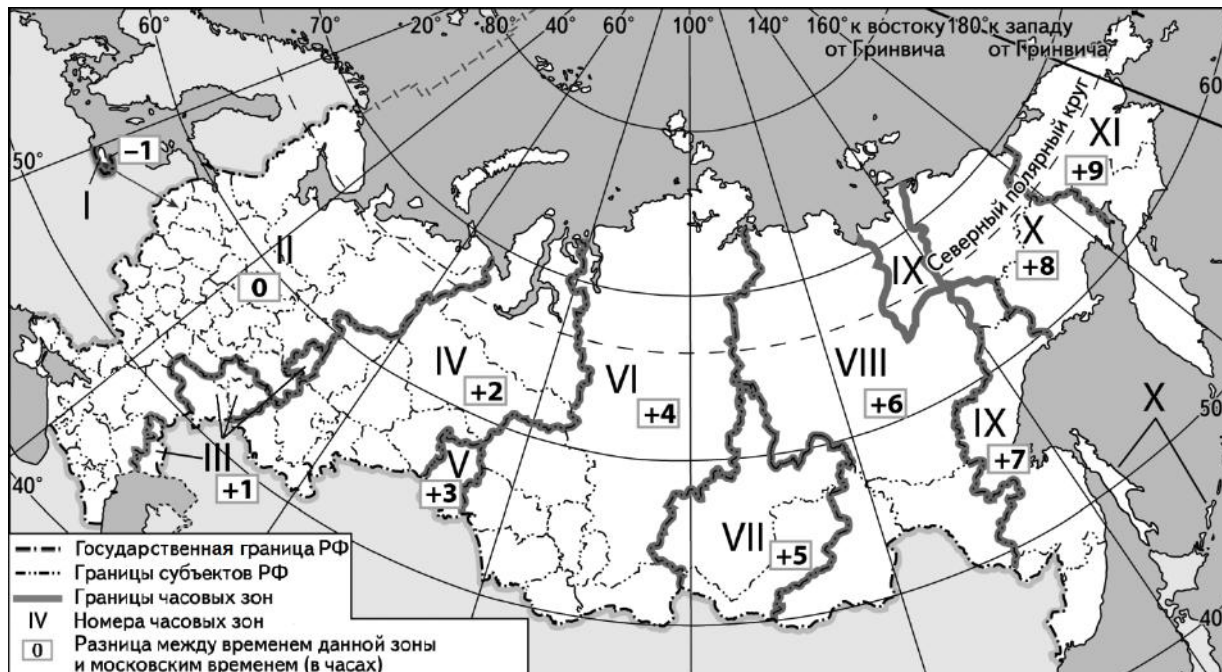 60°
70°
20°
80°
100°
140°
160° к востоку
от Гринвича
180° к западу
от Гринвича
60°
50°
–1
I
II
0
Северный полярный круг
XI
+9
X
+8
IX
IV
+2
VI
+4
VIII
+6
IX
+7
X
50°
III
+1
V
+3
VII
+5
40°
40°
Государственная граница РФ
Границы субъектов РФ
Границы часовых зон
IV Номера часовых зон
0 Разница между временем данной зоны
и московским временем (в часах)